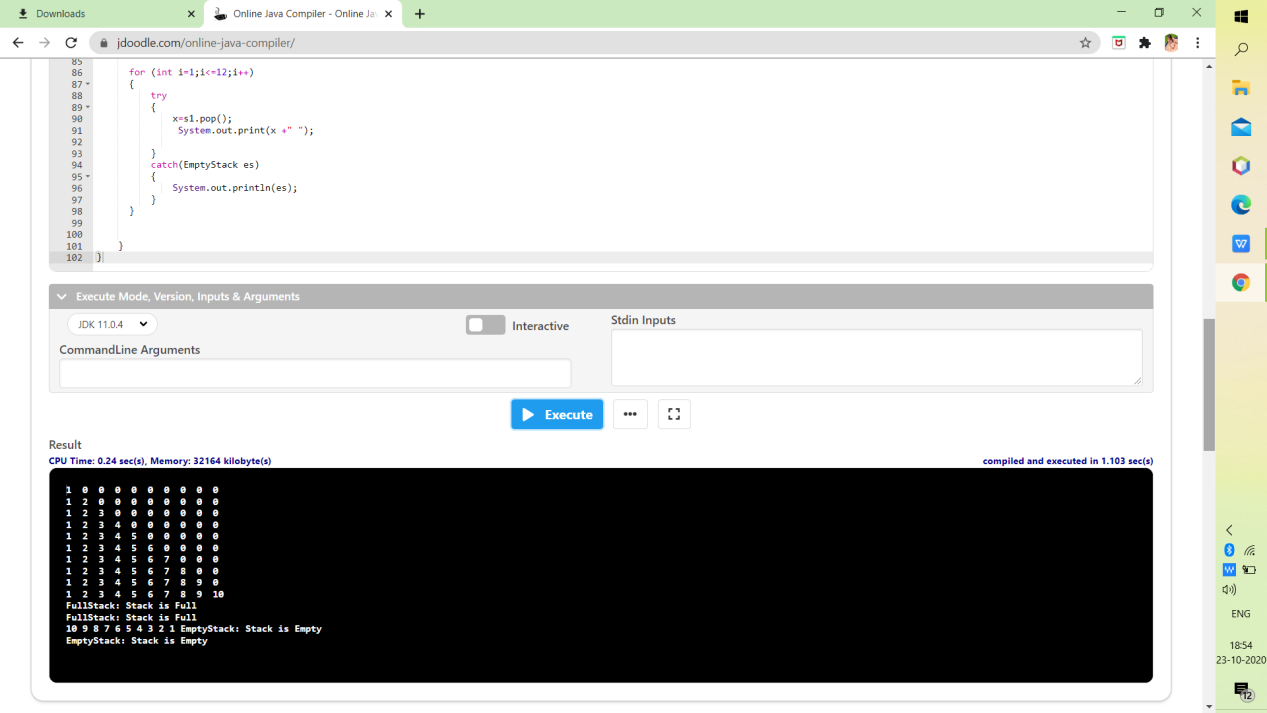 Downloads
Online Java Compiler - Online Ja
jdoodle.com/online-java-compiler/
85
86 for (int i=1;i<=12;i++)
87 {
88 try
89 {
90 x=s1.pop();
91 System.out.print(x +" ");
92
93 }
94 catch(EmptyStack es)
95 {
96 System.out.println(es);
97 }
98 }
99
100
101 }
102 }
Execute Mode, Version, Inputs & Arguments
JDK 11.0.4
Interactive
Stdin Inputs
CommandLine Arguments
Execute
Result
CPU Time: 0.24 sec(s), Memory: 32164 kilobyte(s)
compiled and executed in 1.103 sec(s)
1 0 0 0 0 0 0 0 0 0
1 2 0 0 0 0 0 0 0 0
1 2 3 0 0 0 0 0 0 0
1 2 3 4 0 0 0 0 0 0
1 2 3 4 5 0 0 0 0 0
1 2 3 4 5 6 0 0 0 0
1 2 3 4 5 6 7 0 0 0
1 2 3 4 5 6 7 8 0 0
1 2 3 4 5 6 7 8 9 0
1 2 3 4 5 6 7 8 9 10
FullStack: Stack is Full
FullStack: Stack is Full
10 9 8 7 6 5 4 3 2 1 EmptyStack: Stack is Empty
EmptyStack: Stack is Empty
ENG
18:54
23-10-2020
12